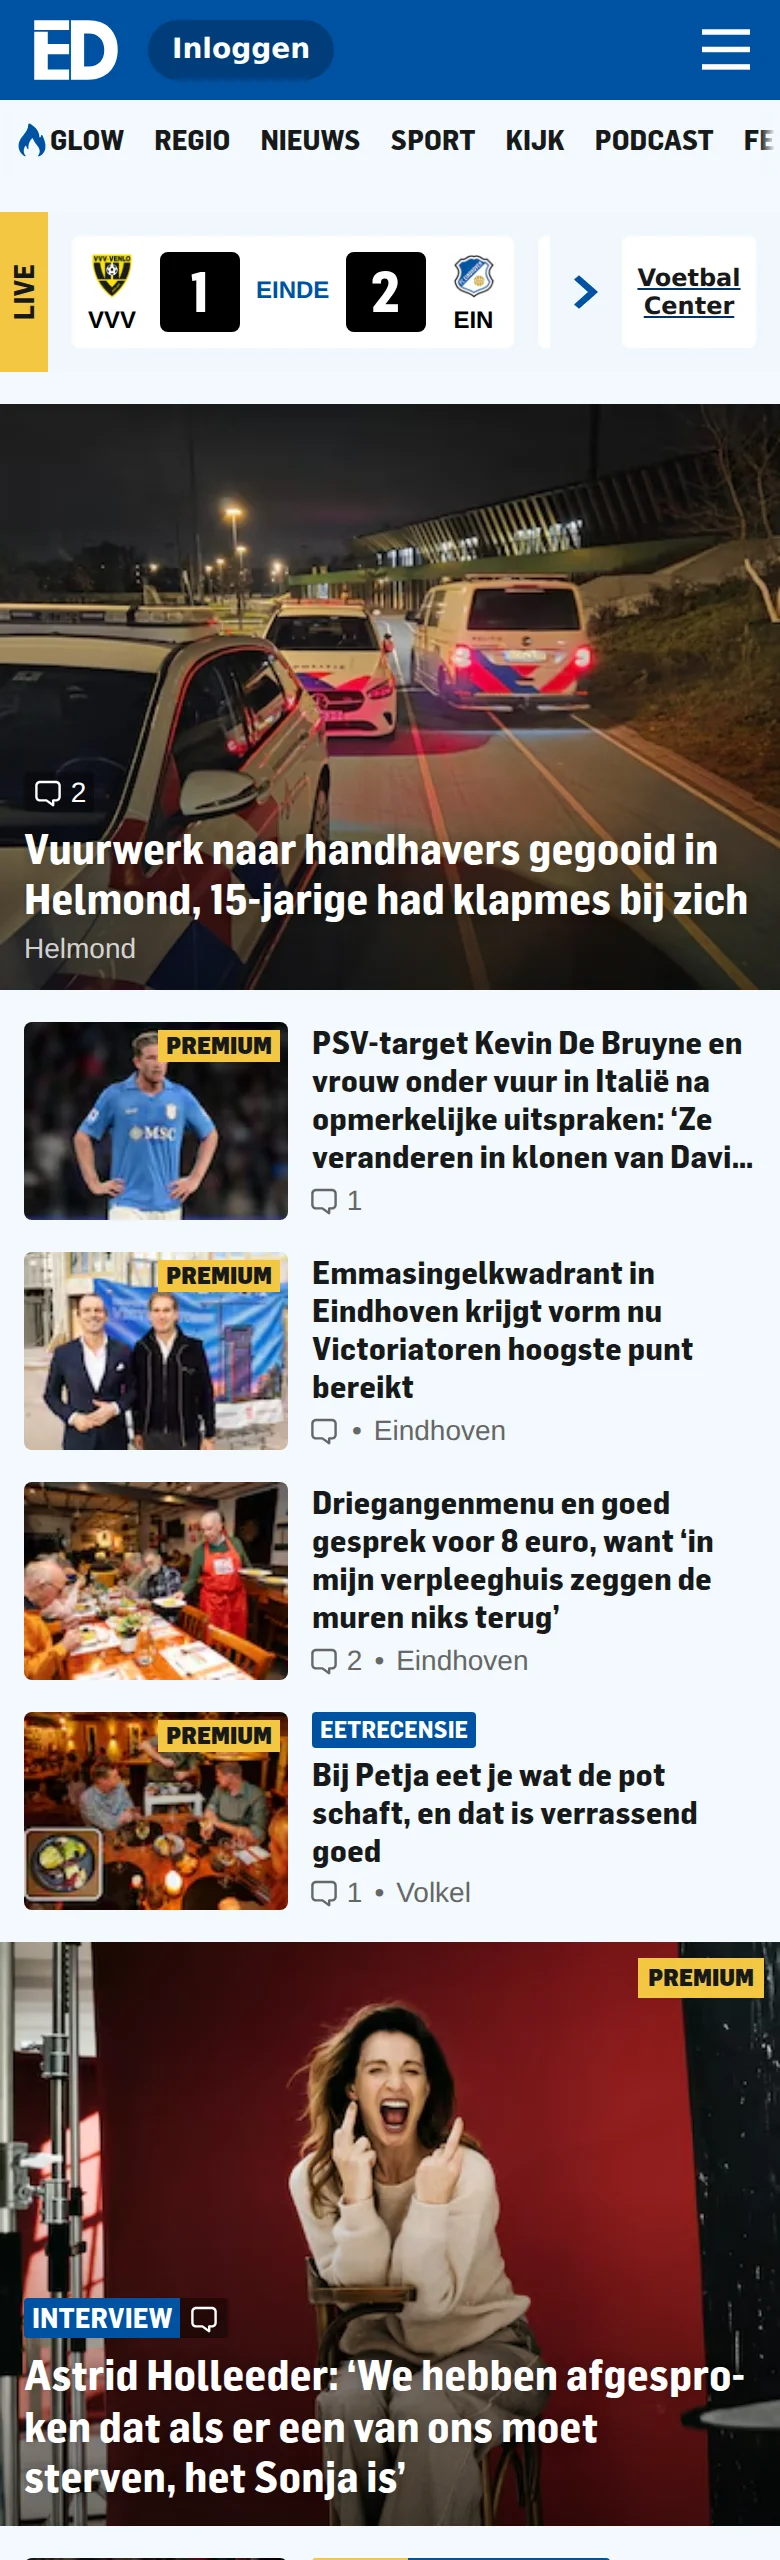 ED
Inloggen
GLOW REGIO NIEUWS SPORT KIJK PODCAST FE
LIVE
VVV-VENLO
VVV 1 EINDE 2 EIN
Voetbal
Center
2
Vuurwerk naar handhavers gegooid in
Helmond, 15-jarige had klapmes bij zich
Helmond
PREMIUM
MSC
PSV-target Kevin De Bruyne en
vrouw onder vuur in Italië na
opmerkelijke uitspraken: ‘Ze
veranderen in klonen van Davi...
1
PREMIUM
Emmasingelkwadrant in
Eindhoven krijgt vorm nu
Victoriatoren hoogste punt
bereikt
• Eindhoven
Driegangenmenu en goed
gesprek voor 8 euro, want ‘in
mijn verpleeghuis zeggen de
muren niks terug’
2 • Eindhoven
PREMIUM
EETRECENSIE
Bij Petja eet je wat de pot
schaft, en dat is verrassend
goed
1 • Volkel
PREMIUM
INTERVIEW
Astrid Holleeder: ‘We hebben afgespro-
ken dat als er een van ons moet
sterven, het Sonja is’